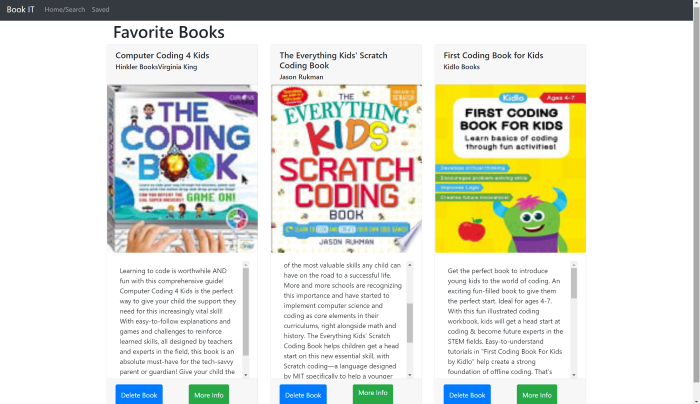 Book IT
Home/Search
Saved
Favorite Books
Computer Coding 4 Kids
Hinkler BooksVirginia King
THE
CODING
BOOK
GAME ON!
Learning to code is worthwhile AND
fun with this comprehensive guide!
Computer Coding 4 Kids is the perfect
way to give your child the support they
need for this increasingly vital skill!
With easy-to-follow explanations and
games and challenges to reinforce
learned skills, all designed by teachers
and experts in the field, this book is an
absolute must-have for the tech-savvy
parent or guardian! Give your child the
Delete Book
More Info
The Everything Kids' Scratch
Coding Book
Jason Rukman
THE
EVERYTHING
KIDS'
SCRATCH
CODING
BOOK
LEARN TO CODE AND CREATE YOUR OWN COOL GAMES!
JASON RUKMAN
of the most valuable skills any child can
have on the road to a successful life.
More and more schools are recognizing
this importance and have started to
implement computer science and
coding as core elements in their
curriculums, right alongside math and
history. The Everything Kids' Scratch
Coding Book helps children get a head
start on this new essential skill, with
Scratch coding—a language designed
by MIT specifically to help a younger
Delete Book
More Info
First Coding Book for Kids
Kidlo Books
Kidlo
Ages 4-7
FIRST CODING
BOOK FOR KIDS
Learn basics of coding
through fun activities!
Develops critical thinking
Encourages problem-solving skills
Improves Logic
Creates future innovators!
Get the perfect book to introduce
young kids to the world of coding. An
exciting fun-filled book to give them
the perfect start. Ideal for ages 4-7.
With this fun illustrated coding
workbook, kids will get a head start at
coding & become future experts in the
STEM fields. Easy-to-understand
tutorials in "First Coding Book For Kids
by Kidlo" help create a strong
foundation of offline coding. That's
Delete Book
More Info